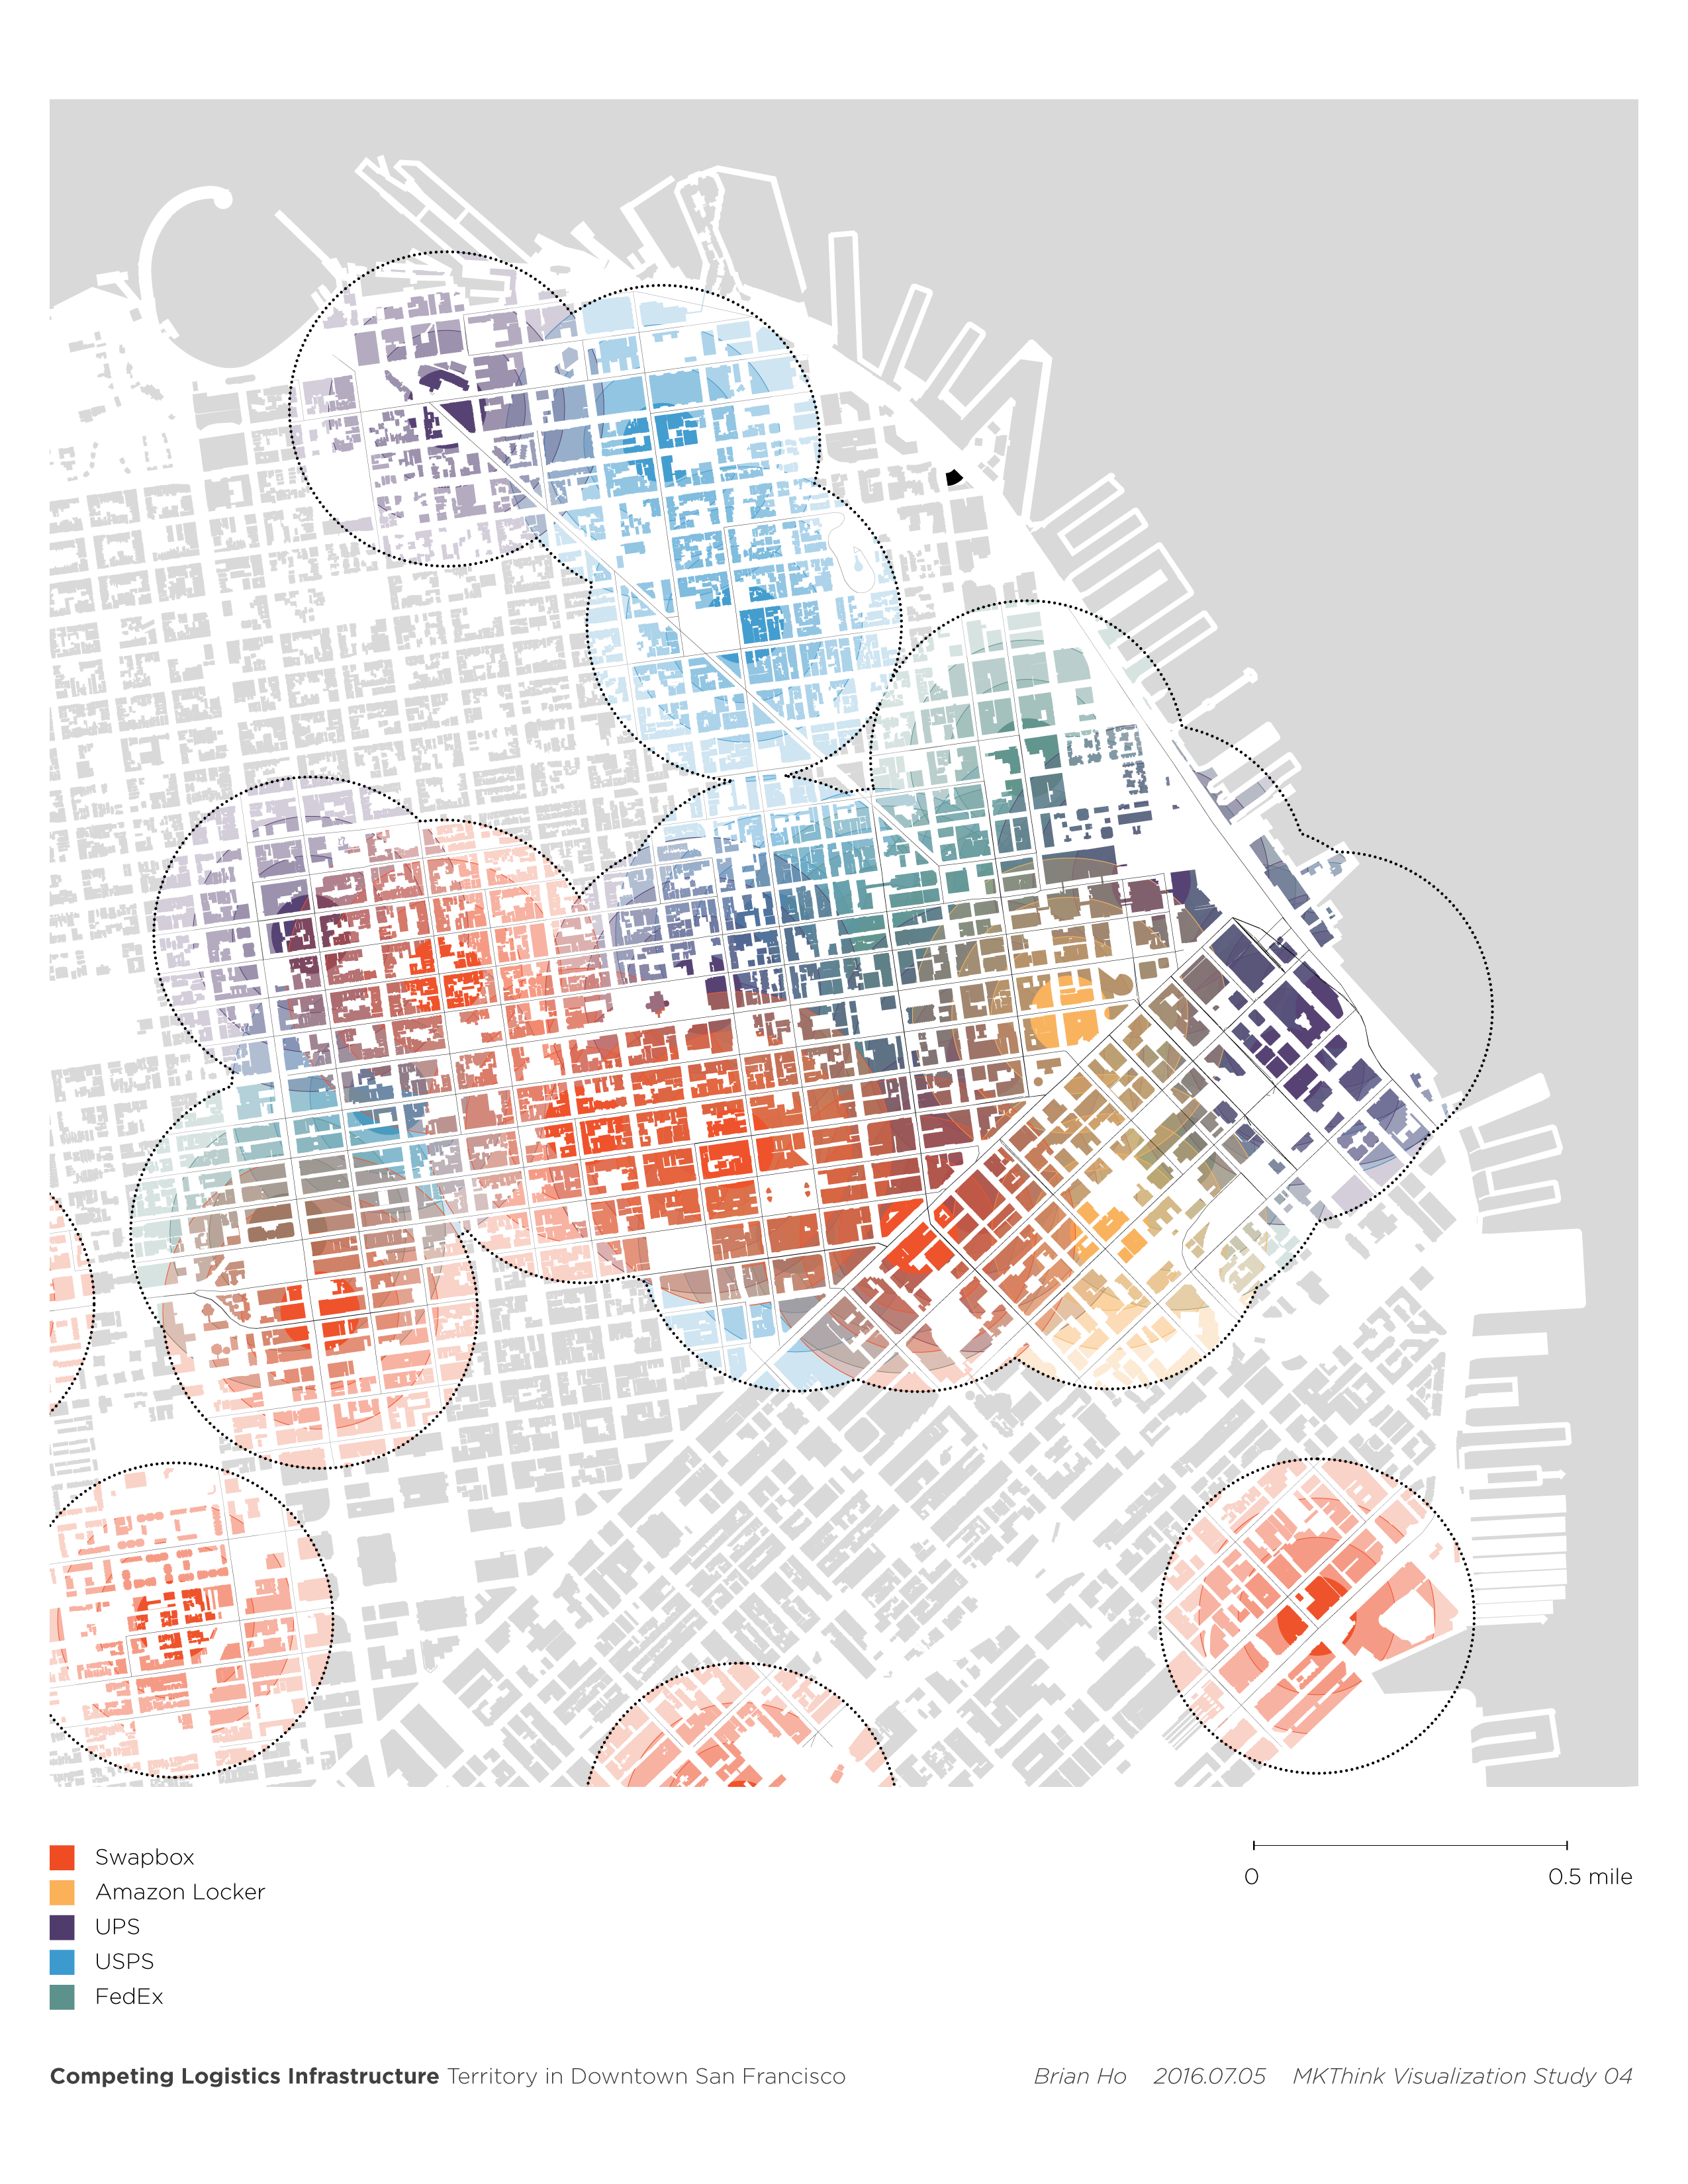 Swapbox
Amazon Locker
UPS
USPS
FedEx
0 0.5 mile
Competing Logistics Infrastructure Territory in Downtown San Francisco
Brian Ho 2016.07.05 MKThink Visualization Study 04